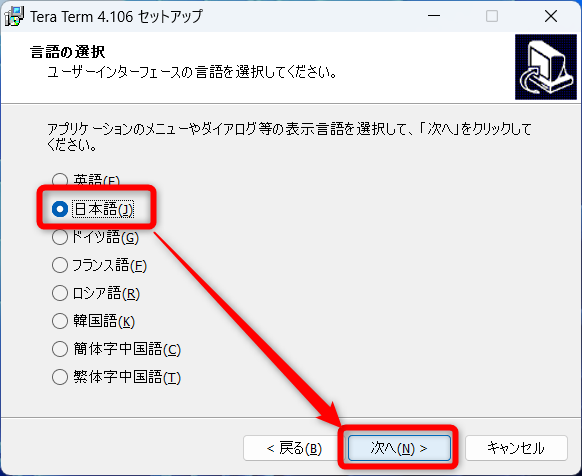 Tera Term 4.106 セットアップ
言語の選択
ユーザーインターフェースの言語を選択してください。
アプリケーションのメニューやダイアログ等の表示言語を選択して、「次へ」をクリックして
ください。
英語(E)
日本語(J)
ドイツ語(G)
フランス語(F)
ロシア語(R)
韓国語(K)
簡体字中国語(C)
繁体字中国語(T)
< 戻る(B) 次へ(N) > キャンセル